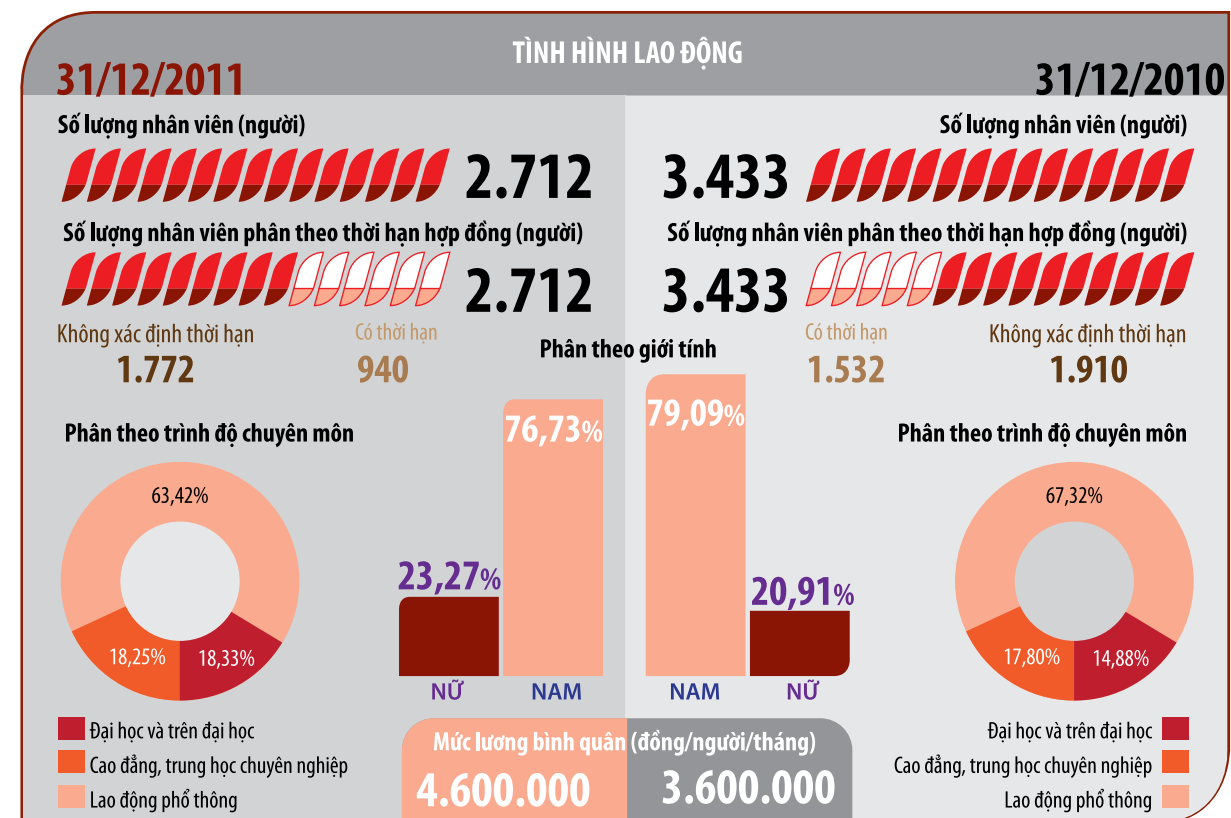 TÌNH HÌNH LAO ĐỘNG
31/12/2011
31/12/2010
Số lượng nhân viên (người)
2.712
Số lượng nhân viên (người)
3.433
Số lượng nhân viên phân theo thời hạn hợp đồng (người)
2.712
Không xác định thời hạn
1.772
Có thời hạn
940
Số lượng nhân viên phân theo thời hạn hợp đồng (người)
3.433
Có thời hạn
1.532
Không xác định thời hạn
1.910
Phân theo giới tính
23,27%
76,73%
79,09%
20,91%
NỮ
NAM
NAM
NỮ
Phân theo trình độ chuyên môn
63,42%
18,25%
18,33%
Đại học và trên đại học
Cao đẳng, trung học chuyên nghiệp
Lao động phổ thông
Phân theo trình độ chuyên môn
67,32%
17,80%
14,88%
Đại học và trên đại học
Cao đẳng, trung học chuyên nghiệp
Lao động phổ thông
Mức lương bình quân (đồng/người/tháng)
4.600.000
3.600.000